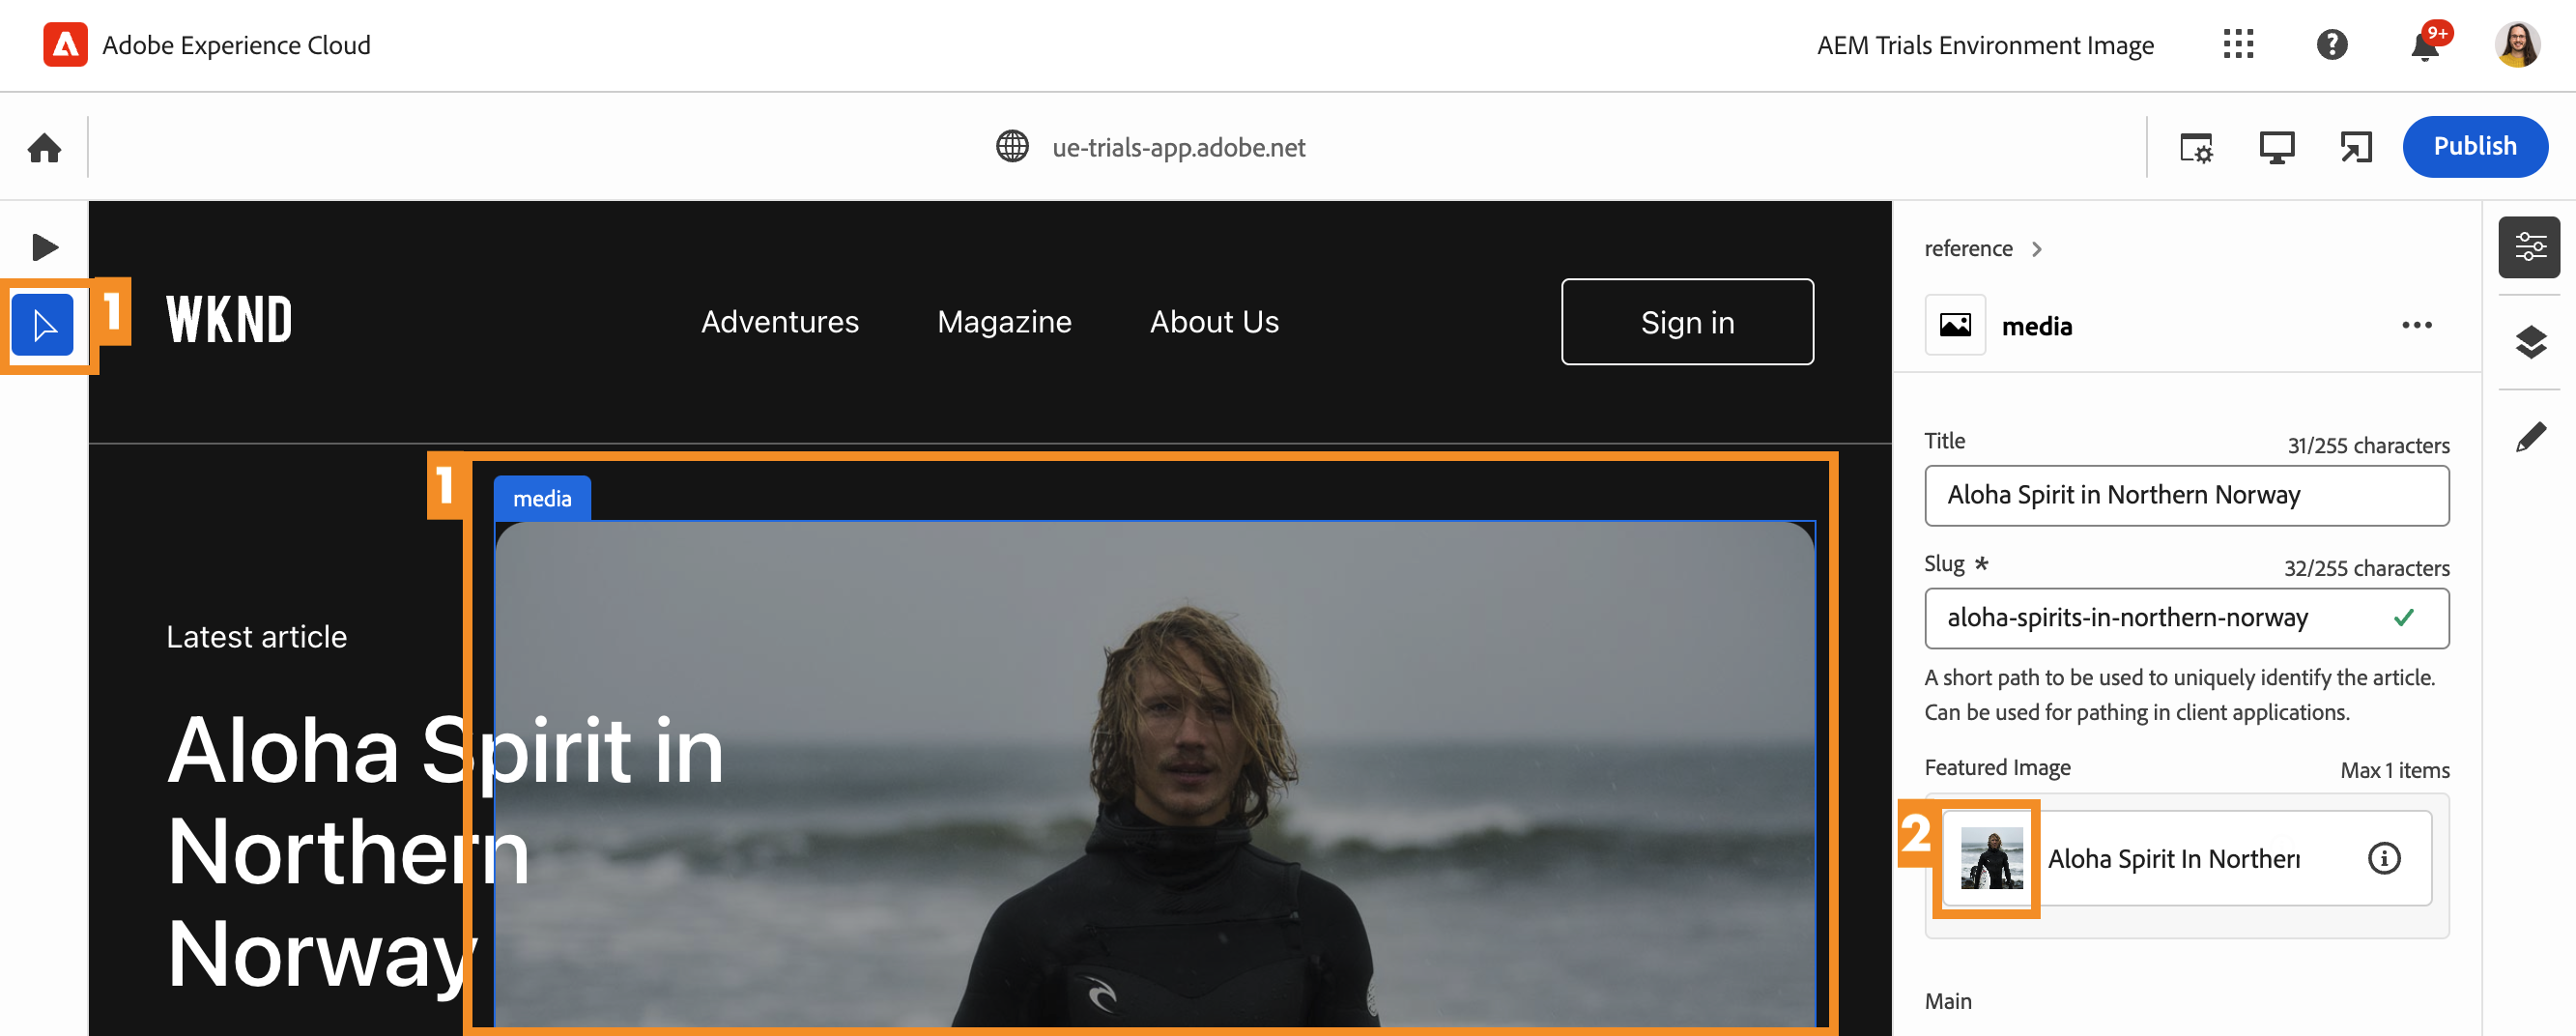 Adobe Experience Cloud
AEM Trials Environment Image
9+
ue-trials-app.adobe.net
Publish
1
WKND
Adventures
Magazine
About Us
Sign in
reference
media
1
media
Latest article
Aloha Spirit in
Northern
Norway
Title
31/255 characters
Aloha Spirit in Northern Norway
Slug *
32/255 characters
aloha-spirits-in-northern-norway
A short path to be used to uniquely identify the article.
Can be used for pathing in client applications.
Featured Image
Max 1 items
2
Aloha Spirit In Northern
Main